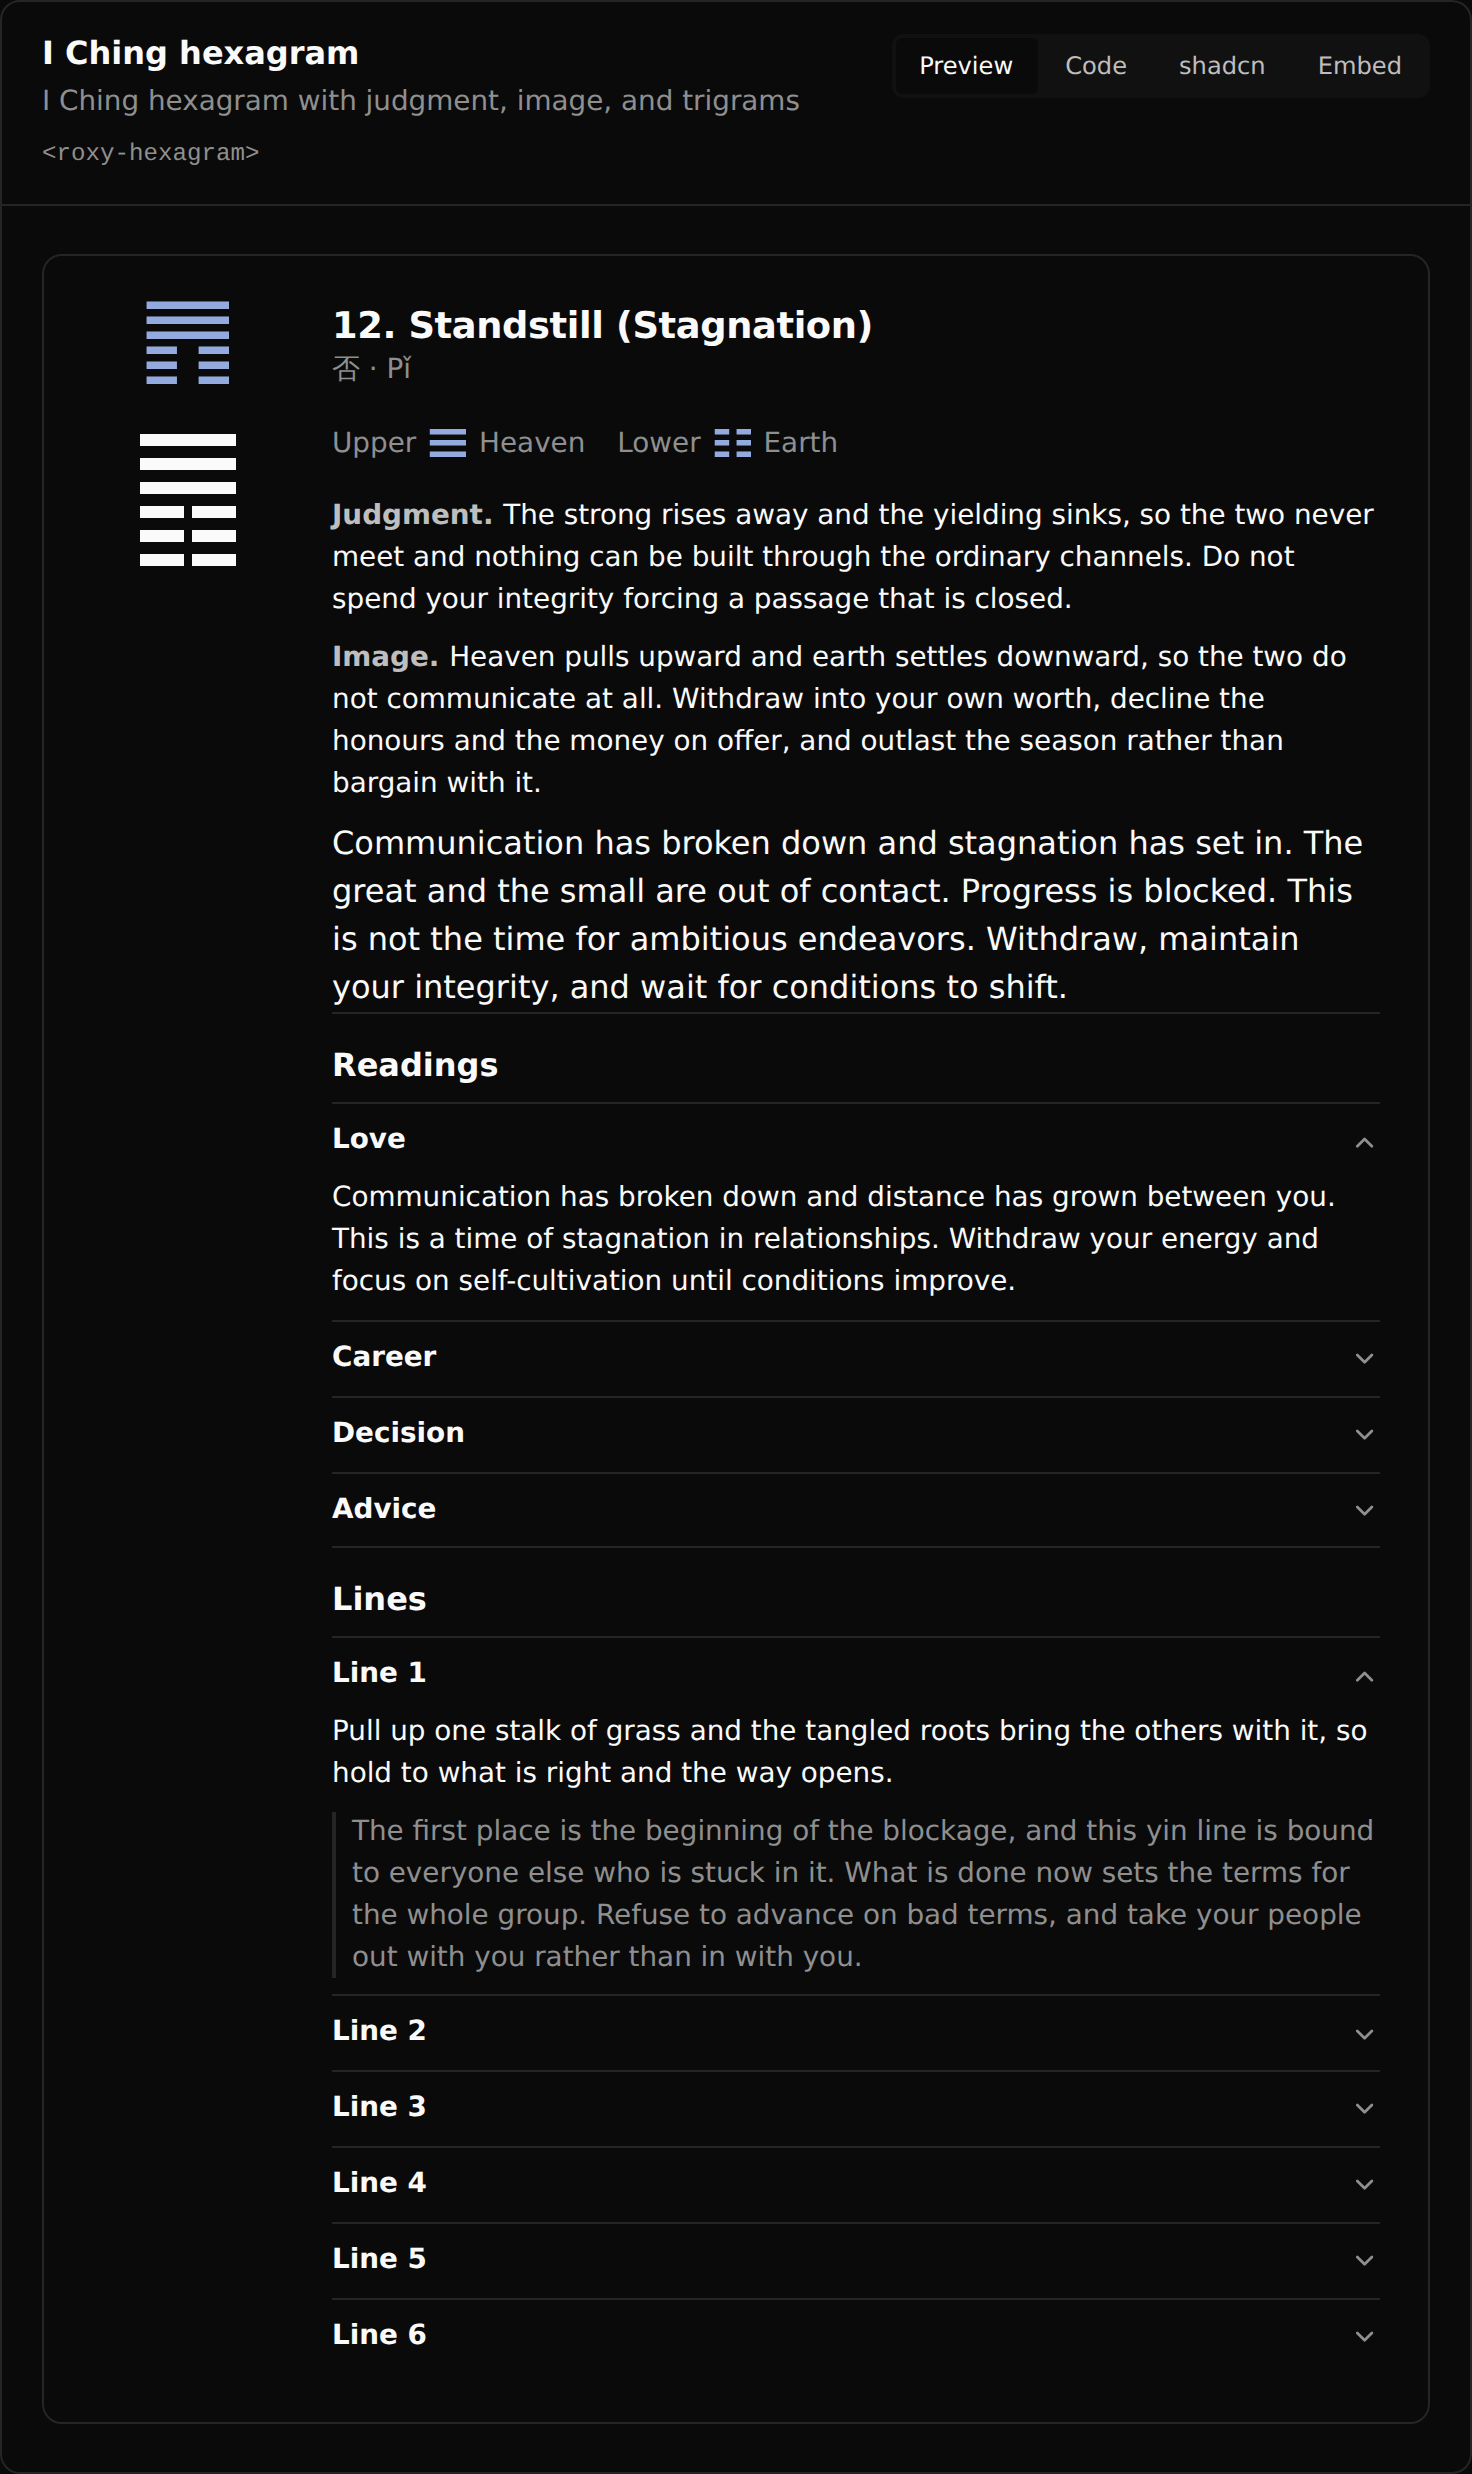 I Ching hexagram
I Ching hexagram with judgment, image, and trigrams
<roxy-hexagram>
Preview
Code
shadcn
Embed
12. Standstill (Stagnation)
否 · Pǐ
Upper ☰ Heaven Lower ☷ Earth
Judgment. The strong rises away and the yielding sinks, so the two never
meet and nothing can be built through the ordinary channels. Do not
spend your integrity forcing a passage that is closed.
Image. Heaven pulls upward and earth settles downward, so the two do
not communicate at all. Withdraw into your own worth, decline the
honours and the money on offer, and outlast the season rather than
bargain with it.
Communication has broken down and stagnation has set in. The
great and the small are out of contact. Progress is blocked. This
is not the time for ambitious endeavors. Withdraw, maintain
your integrity, and wait for conditions to shift.
Readings
Love
Communication has broken down and distance has grown between you.
This is a time of stagnation in relationships. Withdraw your energy and
focus on self-cultivation until conditions improve.
Career
Decision
Advice
Lines
Line 1
Pull up one stalk of grass and the tangled roots bring the others with it, so
hold to what is right and the way opens.
The first place is the beginning of the blockage, and this yin line is bound
to everyone else who is stuck in it. What is done now sets the terms for
the whole group. Refuse to advance on bad terms, and take your people
out with you rather than in with you.
Line 2
Line 3
Line 4
Line 5
Line 6